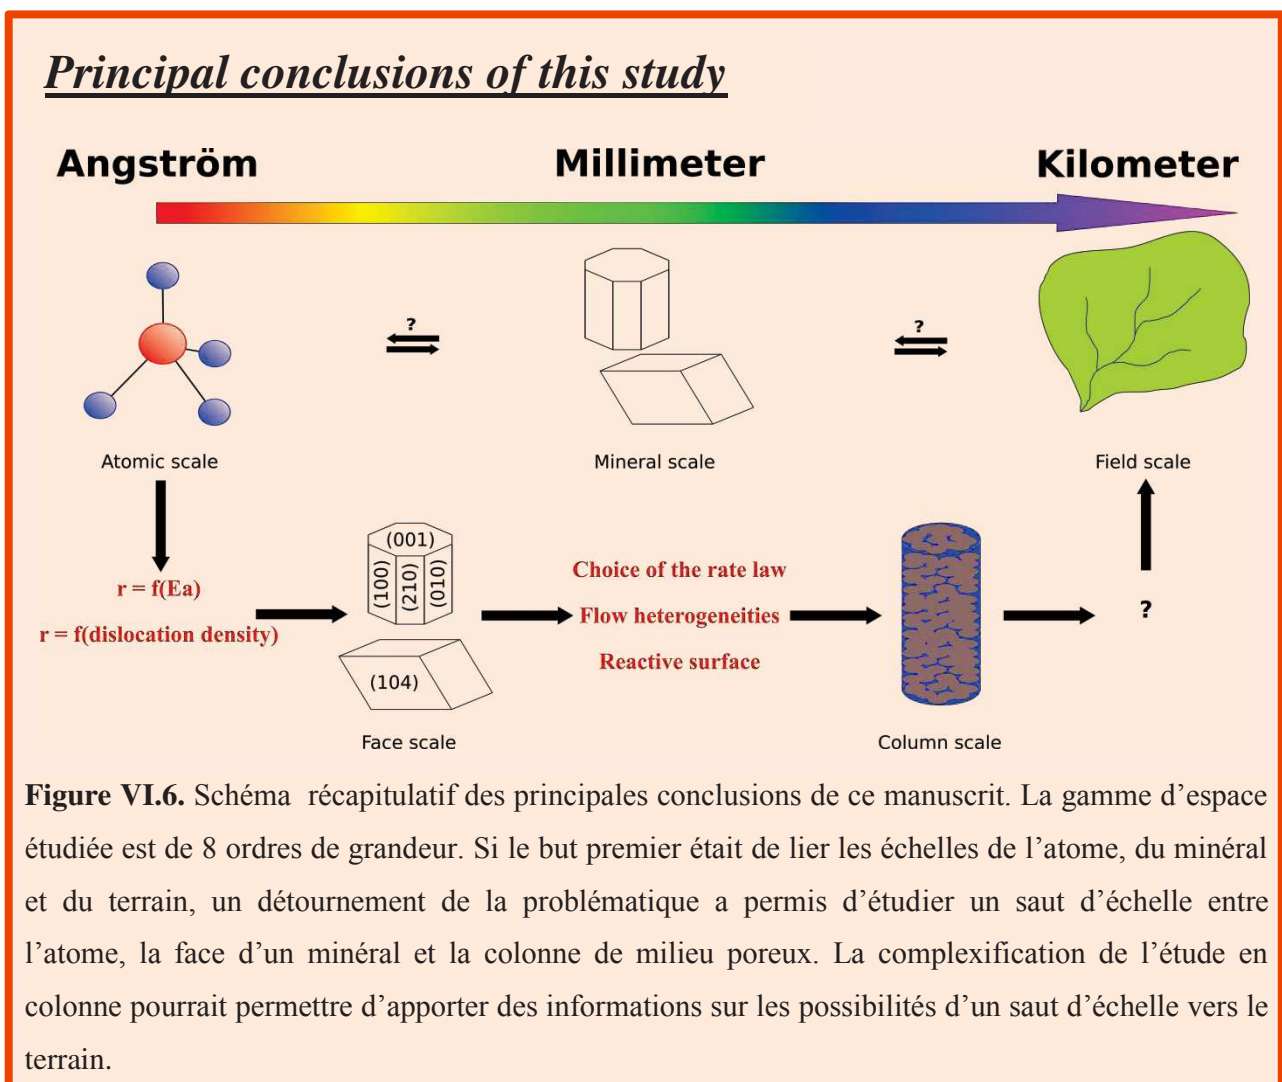 Principal conclusions of this study
Angström Millimeter Kilometer
? ?
Atomic scale Mineral scale Field scale
(001)
(100) (210) (010)
r = f(Ea)
r = f(dislocation density)
(104)
Face scale
Choice of the rate law
Flow heterogeneities
Reactive surface
Column scale
?
Figure VI.6. Schéma récapitulatif des principales conclusions de ce manuscrit. La gamme d’espace
étudiée est de 8 ordres de grandeur. Si le but premier était de lier les échelles de l’atome, du minéral
et du terrain, un détournement de la problématique a permis d’étudier un saut d’échelle entre
l’atome, la face d’un minéral et la colonne de milieu poreux. La complexification de l’étude en
colonne pourrait permettre d’apporter des informations sur les possibilités d’un saut d’échelle vers le
terrain.